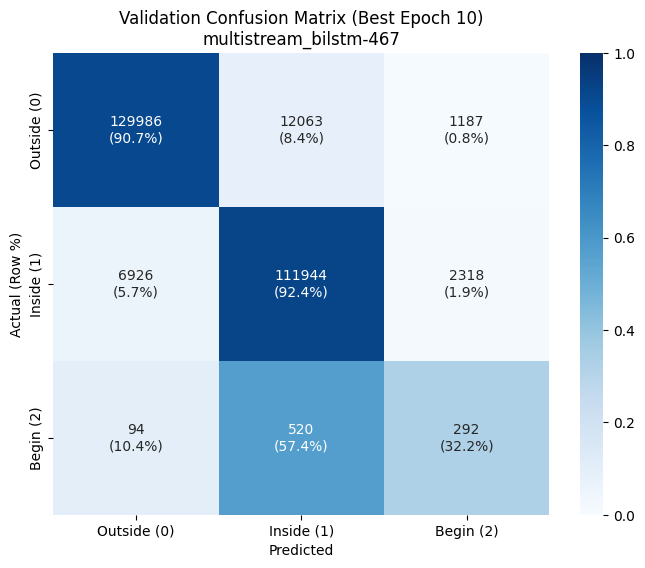 Validation Confusion Matrix (Best Epoch 10)
multistream_bilstm-467
Actual (Row %)
Outside (0)
129986
(90.7%)
12063
(8.4%)
1187
(0.8%)
Inside (1)
6926
(5.7%)
111944
(92.4%)
2318
(1.9%)
Begin (2)
94
(10.4%)
520
(57.4%)
292
(32.2%)
Outside (0)
Inside (1)
Begin (2)
Predicted
1.0
0.8
0.6
0.4
0.2
0.0